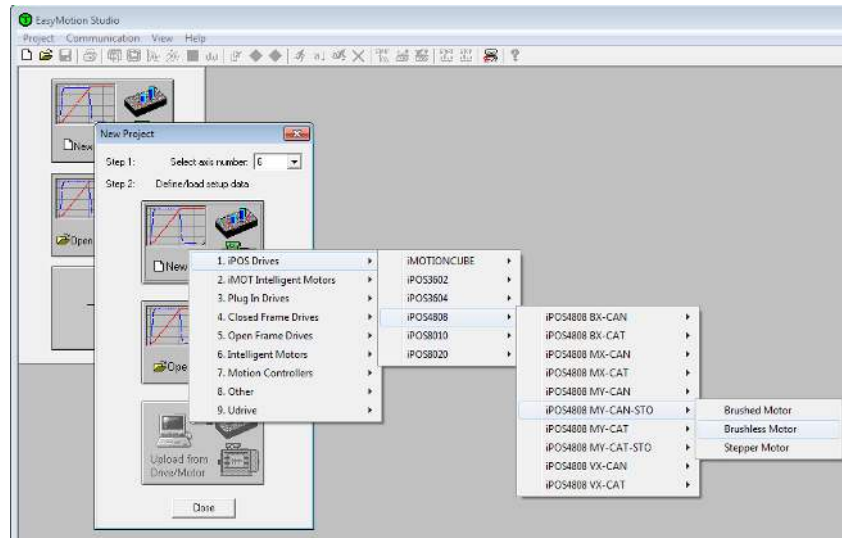 EasyMotion Studio
Project Communication View Help
New
Open
New Project
Step 1: Select axis number: 6
Step 2: Define/load setup data
New
Ope
Upload from
Drive/Motor
Close
1. iPOS Drives
2. iMOT Intelligent Motors
3. Plug In Drives
4. Closed Frame Drives
5. Open Frame Drives
6. Intelligent Motors
7. Motion Controllers
8. Other
9. Udrive
iMOTIONCUBE
iPOS3602
iPOS3604
iPOS4808
iPOS8010
iPOS8020
iPOS4808 BX-CAN
iPOS4808 BX-CAT
iPOS4808 MX-CAN
iPOS4808 MX-CAT
iPOS4808 MY-CAN
iPOS4808 MY-CAN-STO
iPOS4808 MY-CAT
iPOS4808 MY-CAT-STO
iPOS4808 VX-CAN
iPOS4808 VX-CAT
Brushed Motor
Brushless Motor
Stepper Motor